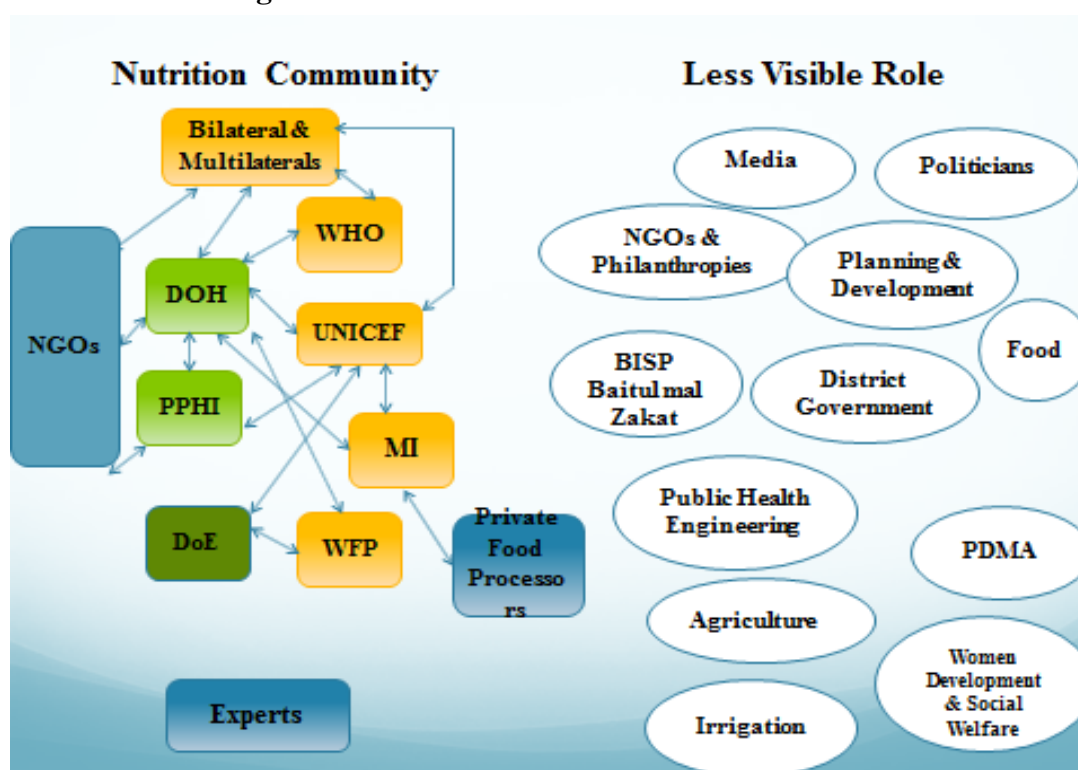 Nutrition Community
Bilateral &
Multilaterals
WHO
DOH
NGOs
UNICEF
PPHI
MI
DoE
WFP
Private
Food
Processo
rs
Experts
Less Visible Role
Media
Politicians
NGOs &
Philanthropies
Planning &
Development
Food
BISP
Baitulmal
Zakat
District
Government
Public Health
Engineering
PDMA
Agriculture
Women
Development
& Social
Welfare
Irrigation